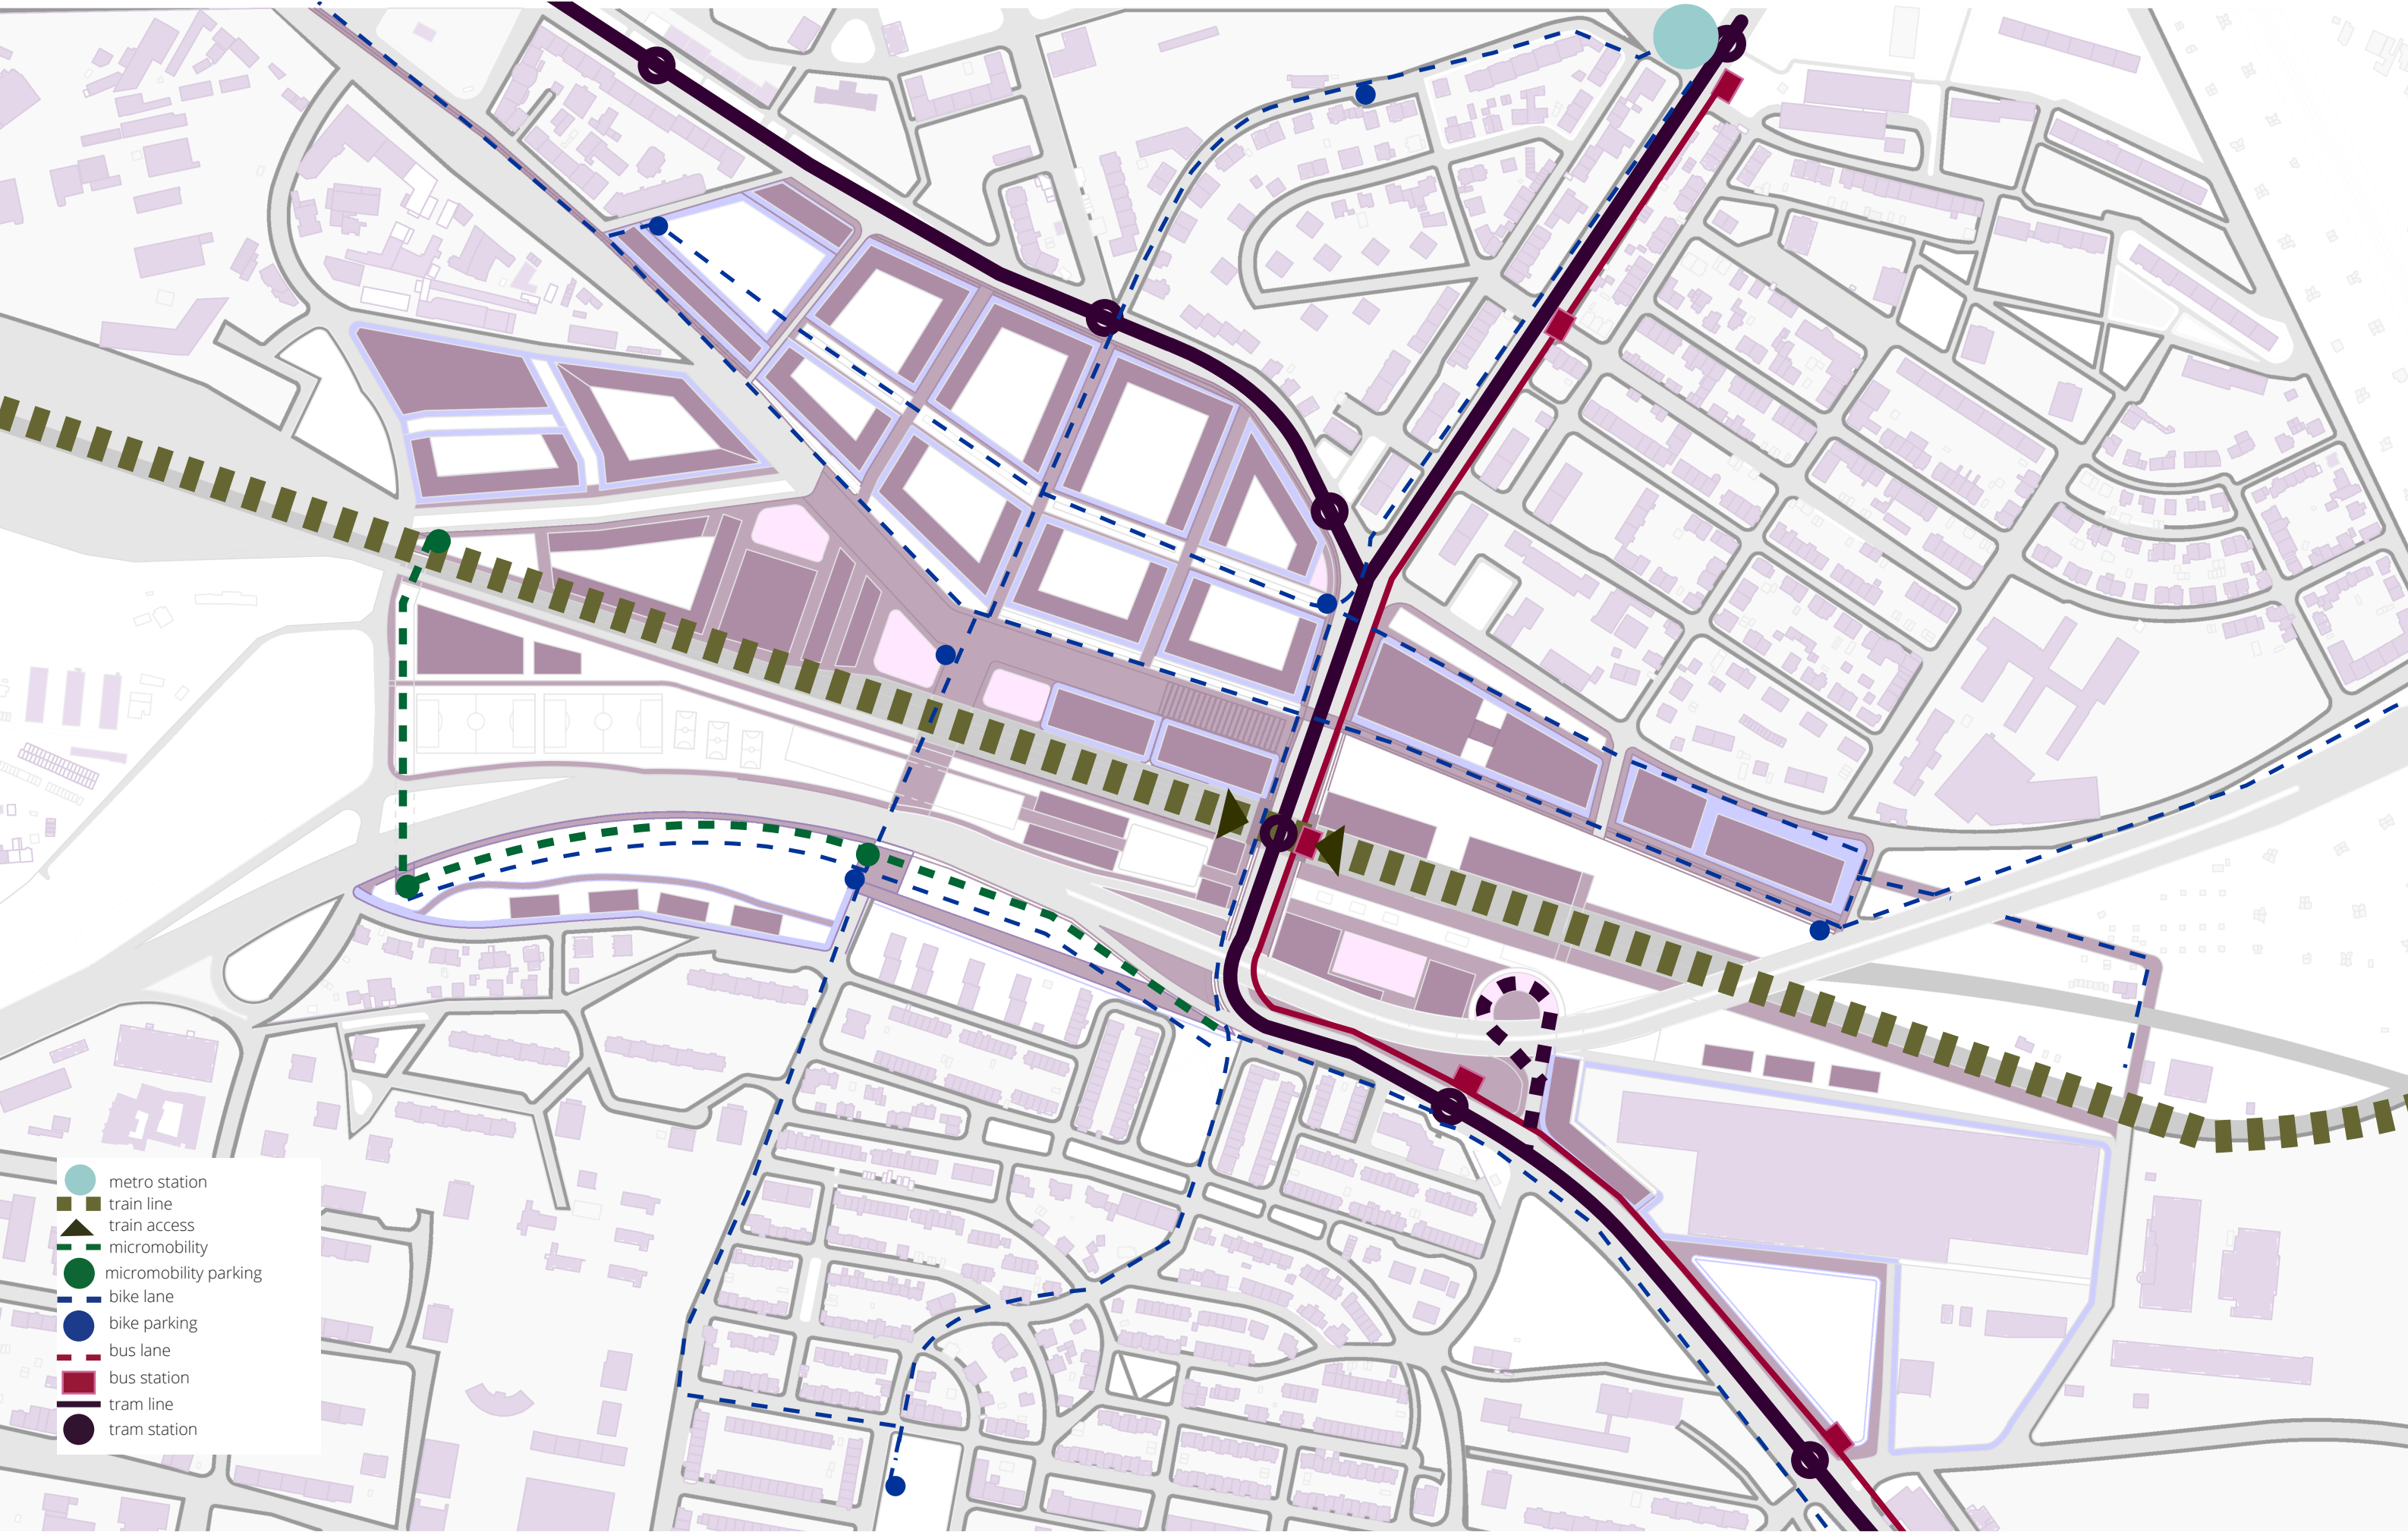 metro station
train line
train access
micromobility
micromobility parking
bike lane
bike parking
bus lane
bus station
tram line
tram station